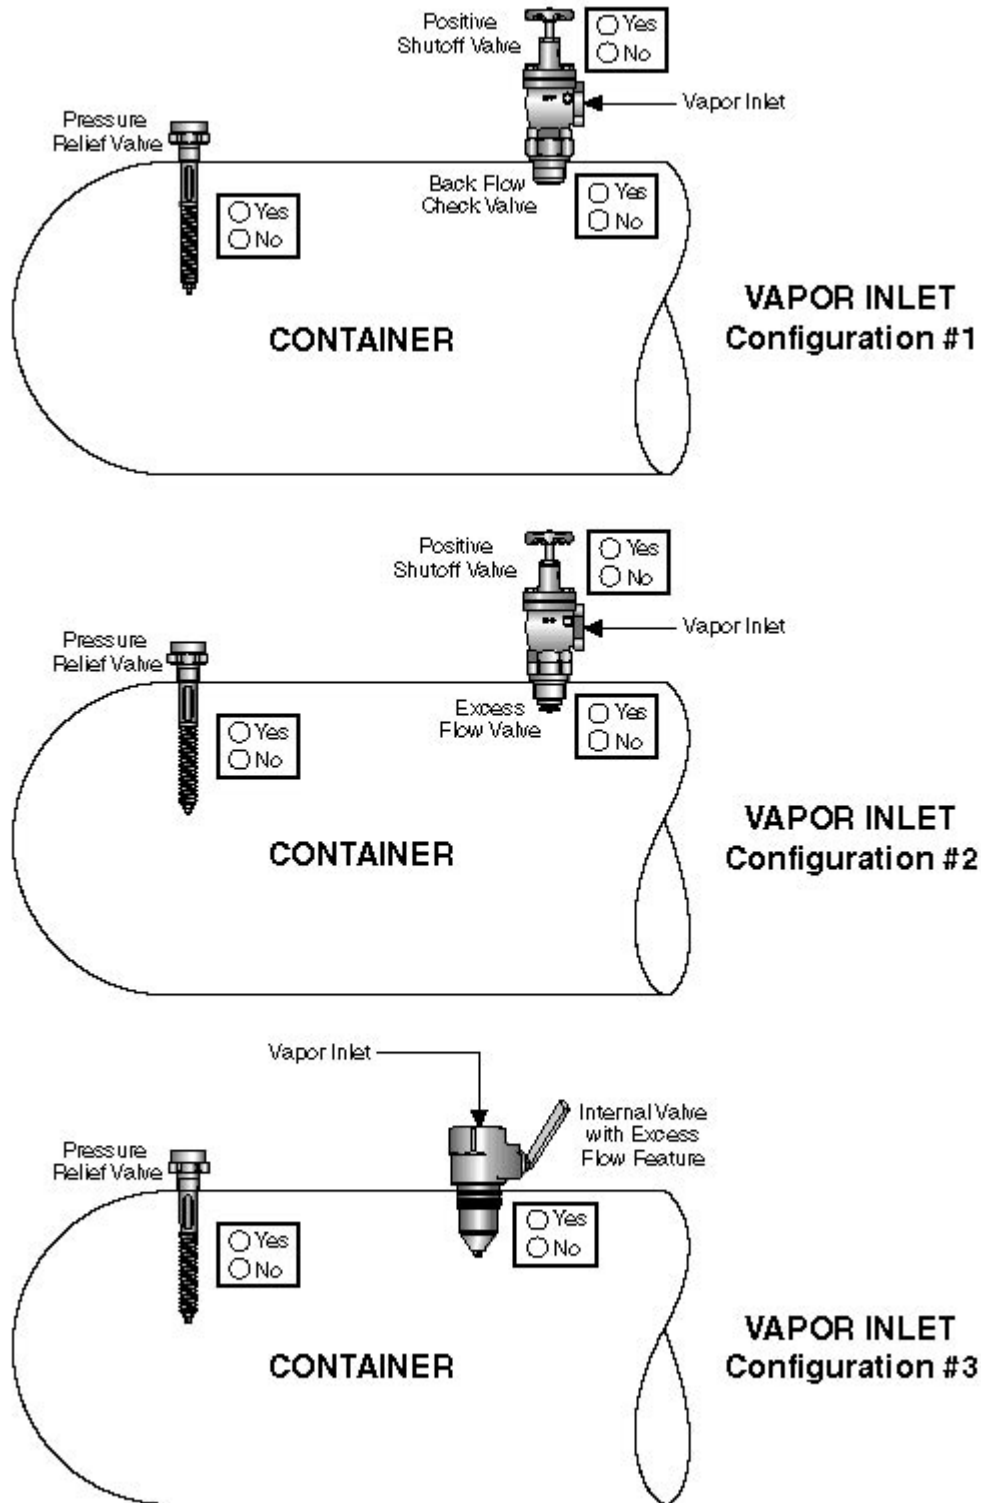 Positive
Shutoff Valve
Yes
No
Vapor Inlet
Pressure
Relief Valve
Back Flow
Check Valve
Yes
No
Yes
No
CONTAINER
VAPOR INLET
Configuration #1
Positive
Shutoff Valve
Yes
No
Vapor Inlet
Pressure
Relief Valve
Excess
Flow Valve
Yes
No
Yes
No
CONTAINER
VAPOR INLET
Configuration #2
Vapor Inlet
Internal Valve
with Excess
Flow Feature
Pressure
Relief Valve
Yes
No
Yes
No
CONTAINER
VAPOR INLET
Configuration #3